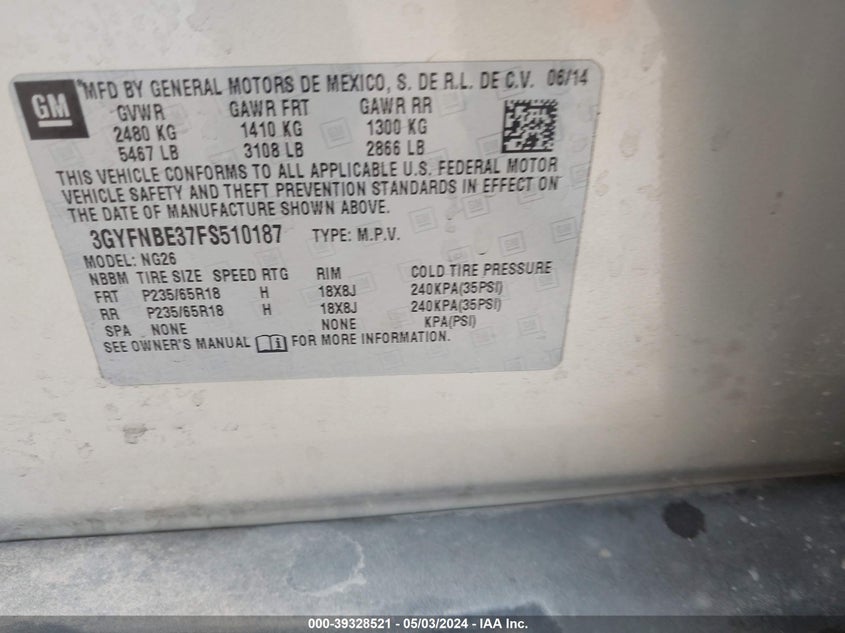 GM
MFD BY GENERAL MOTORS DE MEXICO, S. DE R.L. DE C.V. 06/14
GVWR GAWR FRT GAWR RR
2480 KG 1410 KG 1300 KG
5467 LB 3108 LB 2866 LB
THIS VEHICLE CONFORMS TO ALL APPLICABLE U.S. FEDERAL MOTOR
VEHICLE SAFETY AND THEFT PREVENTION STANDARDS IN EFFECT ON
THE DATE OF MANUFACTURE SHOWN ABOVE.
3GYFNBE37FS510187 TYPE: M.P.V.
MODEL: NG26
NBBM TIRE SIZE SPEED RTG RIM COLD TIRE PRESSURE
FRT P235/65R18 H 18X8J 240KPA(35PSI)
RR P235/65R18 H 18X8J 240KPA(35PSI)
SPA NONE NONE KPA(PSI)
SEE OWNER'S MANUAL FOR MORE INFORMATION.
000-39328521 - 05/03/2024 - IAA Inc.